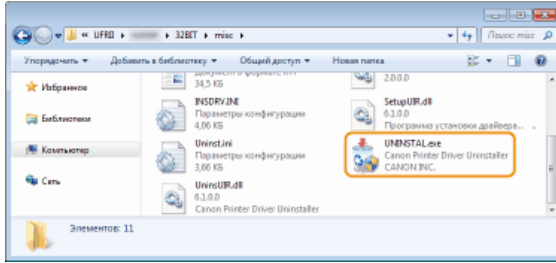 « UFRII ▸ ▸ 32BIT ▸ misc ▸
Поиск: misc
Упорядочить ▾ Добавить в библиотеку ▾ Общий доступ ▾ Новая папка
Избранное
Библиотеки
Компьютер
Сеть
34,5 КБ
INSDRV.INI
Параметры конфигурации
4,06 КБ
Uninst.ini
Параметры конфигурации
3,66 КБ
UninsUIR.dll
6.1.0.0
Canon Printer Driver Uninstaller
2.0.0.0
SetupUIR.dll
6.1.0.0
Программа установки драйвера...
UNINSTAL.exe
Canon Printer Driver Uninstaller
CANON INC.
Элементов: 11